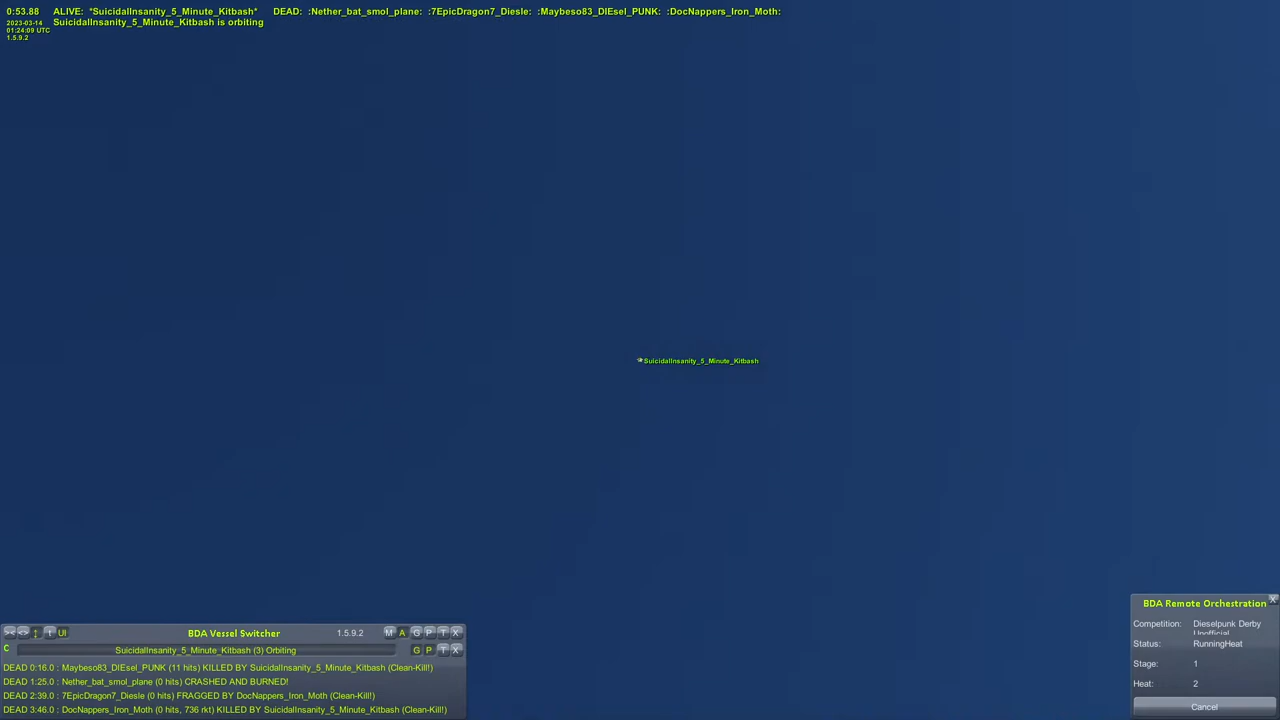 0:53.88 ALIVE: *SuicidalInsanity_5_Minute_Kitbash* DEAD: :Nether_bat_smol_plane: :7EpicDragon7_Diesle: :Maybeso83_DIEsel_PUNK: :DocNappers_Iron_Moth:
2023-03-14 SuicidalInsanity_5_Minute_Kitbash is orbiting
01:24:09 UTC
1.5.9.2
SuicidalInsanity_5_Minute_Kitbash
>< <> ↕ t UI BDA Vessel Switcher 1.5.9.2 M A G P T X
C SuicidalInsanity_5_Minute_Kitbash (3) Orbiting G P T X
DEAD 0:16.0 : Maybeso83_DIEsel_PUNK (11 hits) KILLED BY SuicidalInsanity_5_Minute_Kitbash (Clean-Kill!)
DEAD 1:25.0 : Nether_bat_smol_plane (0 hits) CRASHED AND BURNED!
DEAD 2:39.0 : 7EpicDragon7_Diesle (0 hits) FRAGGED BY DocNappers_Iron_Moth (Clean-Kill!)
DEAD 3:46.0 : DocNappers_Iron_Moth (0 hits, 736 rkt) KILLED BY SuicidalInsanity_5_Minute_Kitbash (Clean-Kill!)
BDA Remote Orchestration X
Competition: Dieselpunk Derby
Unofficial
Status: RunningHeat
Stage: 1
Heat: 2
Cancel